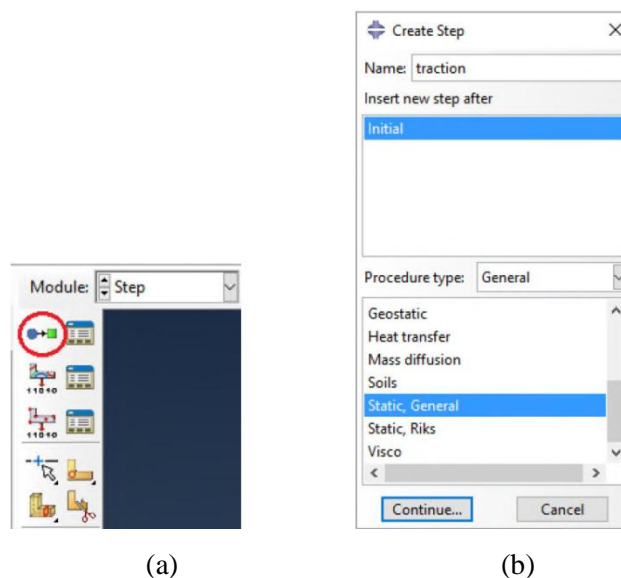 Module: Step
11010
11010
(a)
Create Step
Name: traction
Insert new step after
Initial
Procedure type: General
Geostatic
Heat transfer
Mass diffusion
Soils
Static, General
Static, Riks
Visco
Continue... Cancel
(b)